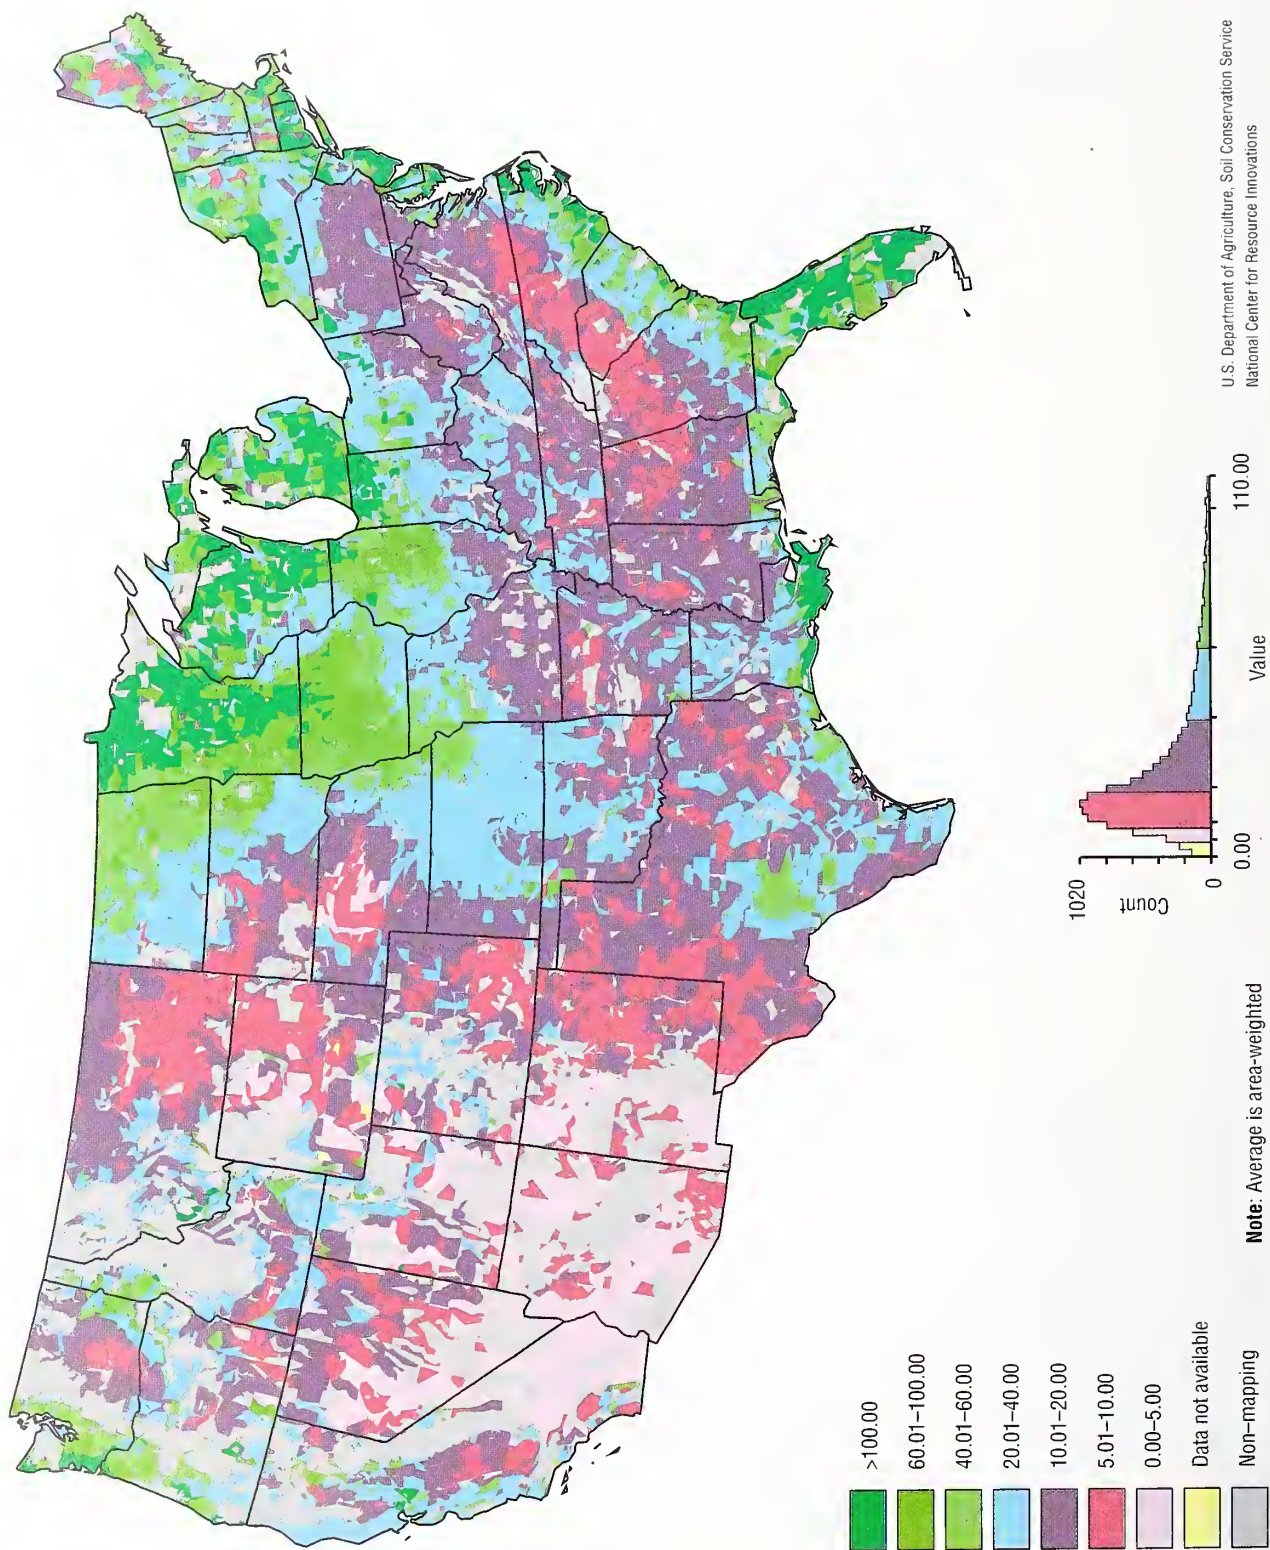 >100.00
60.01–100.00
40.01–60.00
20.01–40.00
10.01–20.00
5.01–10.00
0.00–5.00
Data not available
Non–mapping
Note: Average is area-weighted
1020
Count
0
0.00
Value
110.00
U.S. Department of Agriculture, Soil Conservation Service
National Center for Resource Innovations